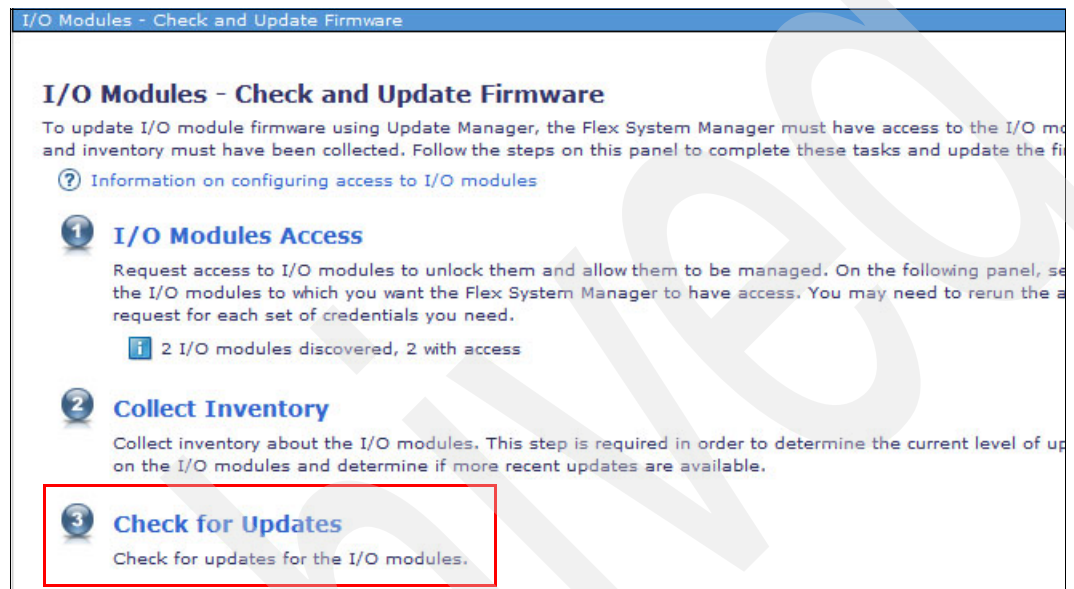 I/O Modules - Check and Update Firmware
I/O Modules - Check and Update Firmware
To update I/O module firmware using Update Manager, the Flex System Manager must have access to the I/O
and inventory must have been collected. Follow the steps on this panel to complete these tasks and update the
? Information on configuring access to I/O modules
1 I/O Modules Access
Request access to I/O modules to unlock them and allow them to be managed. On the following panel,
the I/O modules to which you want the Flex System Manager to have access. You may need to rerun the
request for each set of credentials you need.
i 2 I/O modules discovered, 2 with access
2 Collect Inventory
Collect inventory about the I/O modules. This step is required in order to determine the current level of
on the I/O modules and determine if more recent updates are available.
3 Check for Updates
Check for updates for the I/O modules.